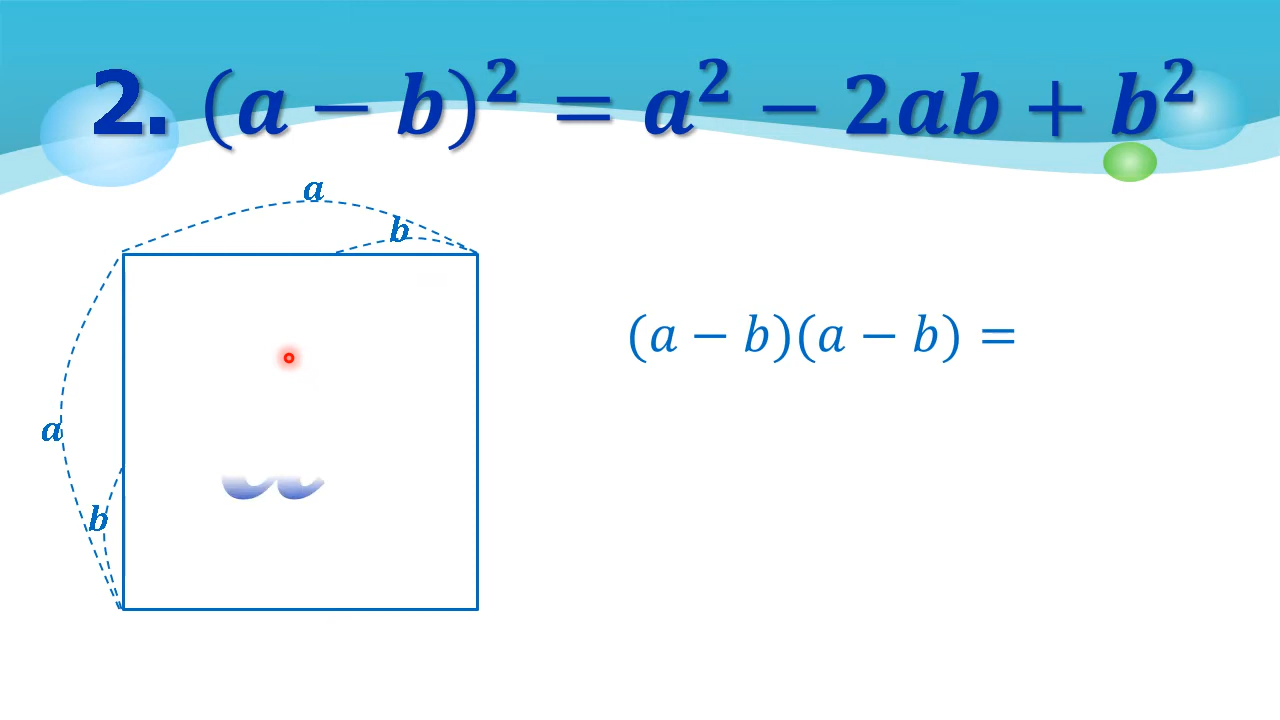 2. (a − b)² = a² − 2ab + b²
a
b
(a − b)(a − b) =
a
b